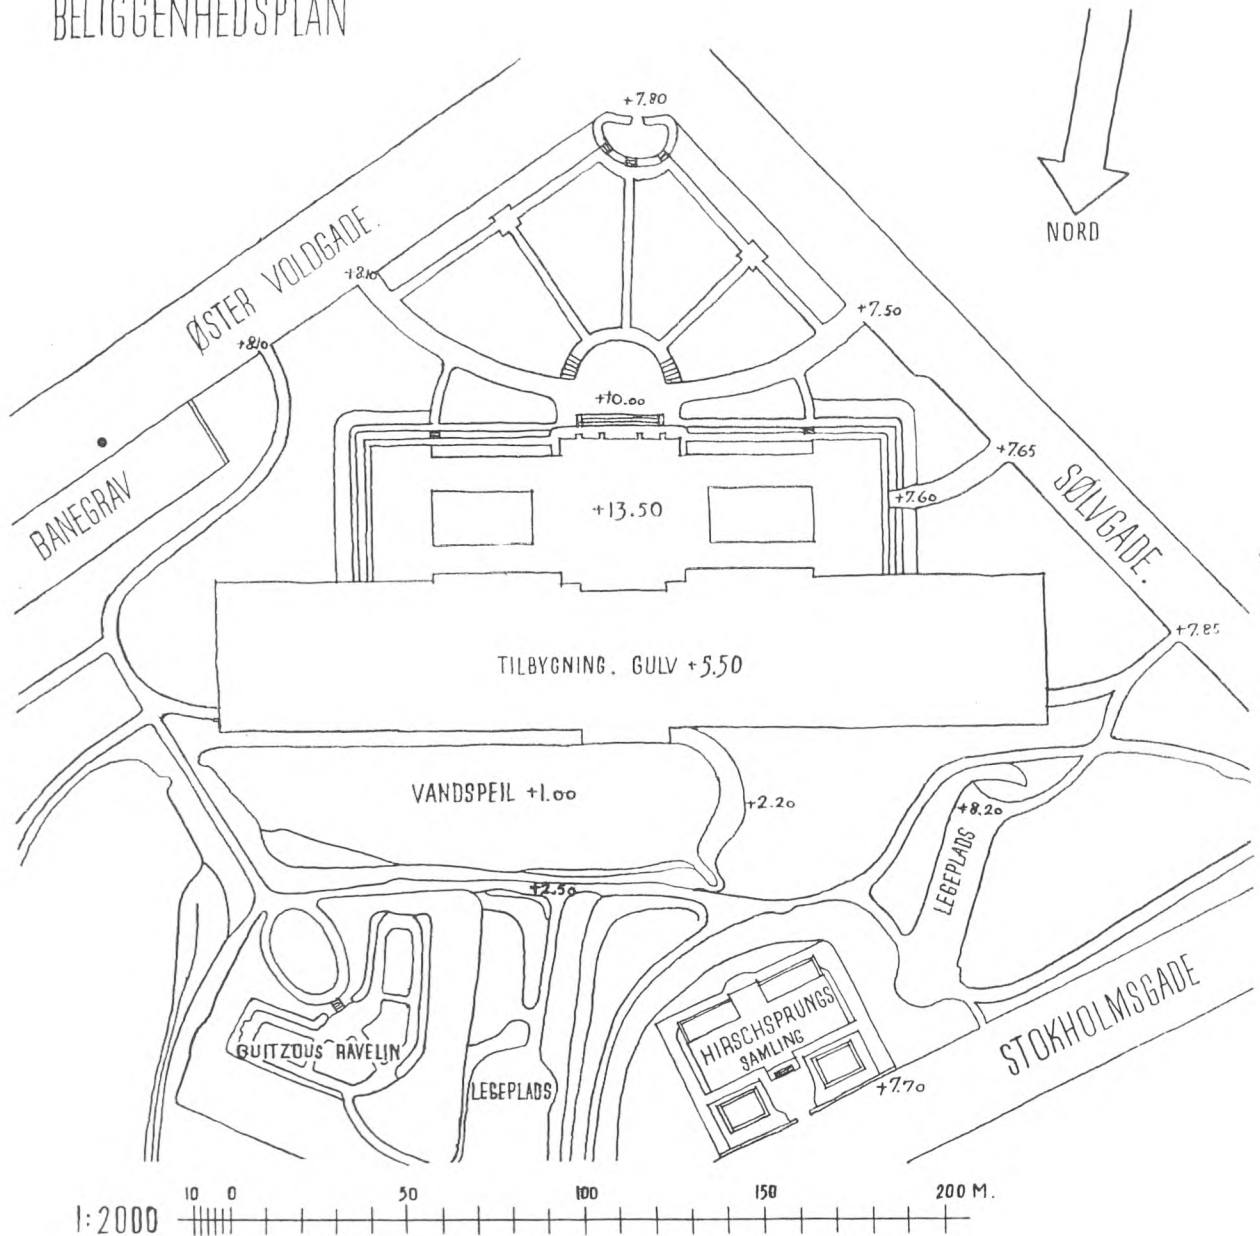 BELIGGENHEDSPLAN
+7.80
NORD
ØSTER VOLDGADE.
+8.10
+8.10
+7.50
+10.00
+7.65
+7.60
SØLVGADE.
BANEGRAV
+13.50
+7.85
TILBYGNING. GULV +5.50
VANDSPEJL +1.00
+2.20
+8.20
LEGEPLADS
+2.50
HIRSCHSPRUNGS
SAMLING
STOKHOLMSGADE
QUITZOUS RAVELIN
LEGEPLADS
+7.70
1:2000
10 0 50 100 150 200 M.